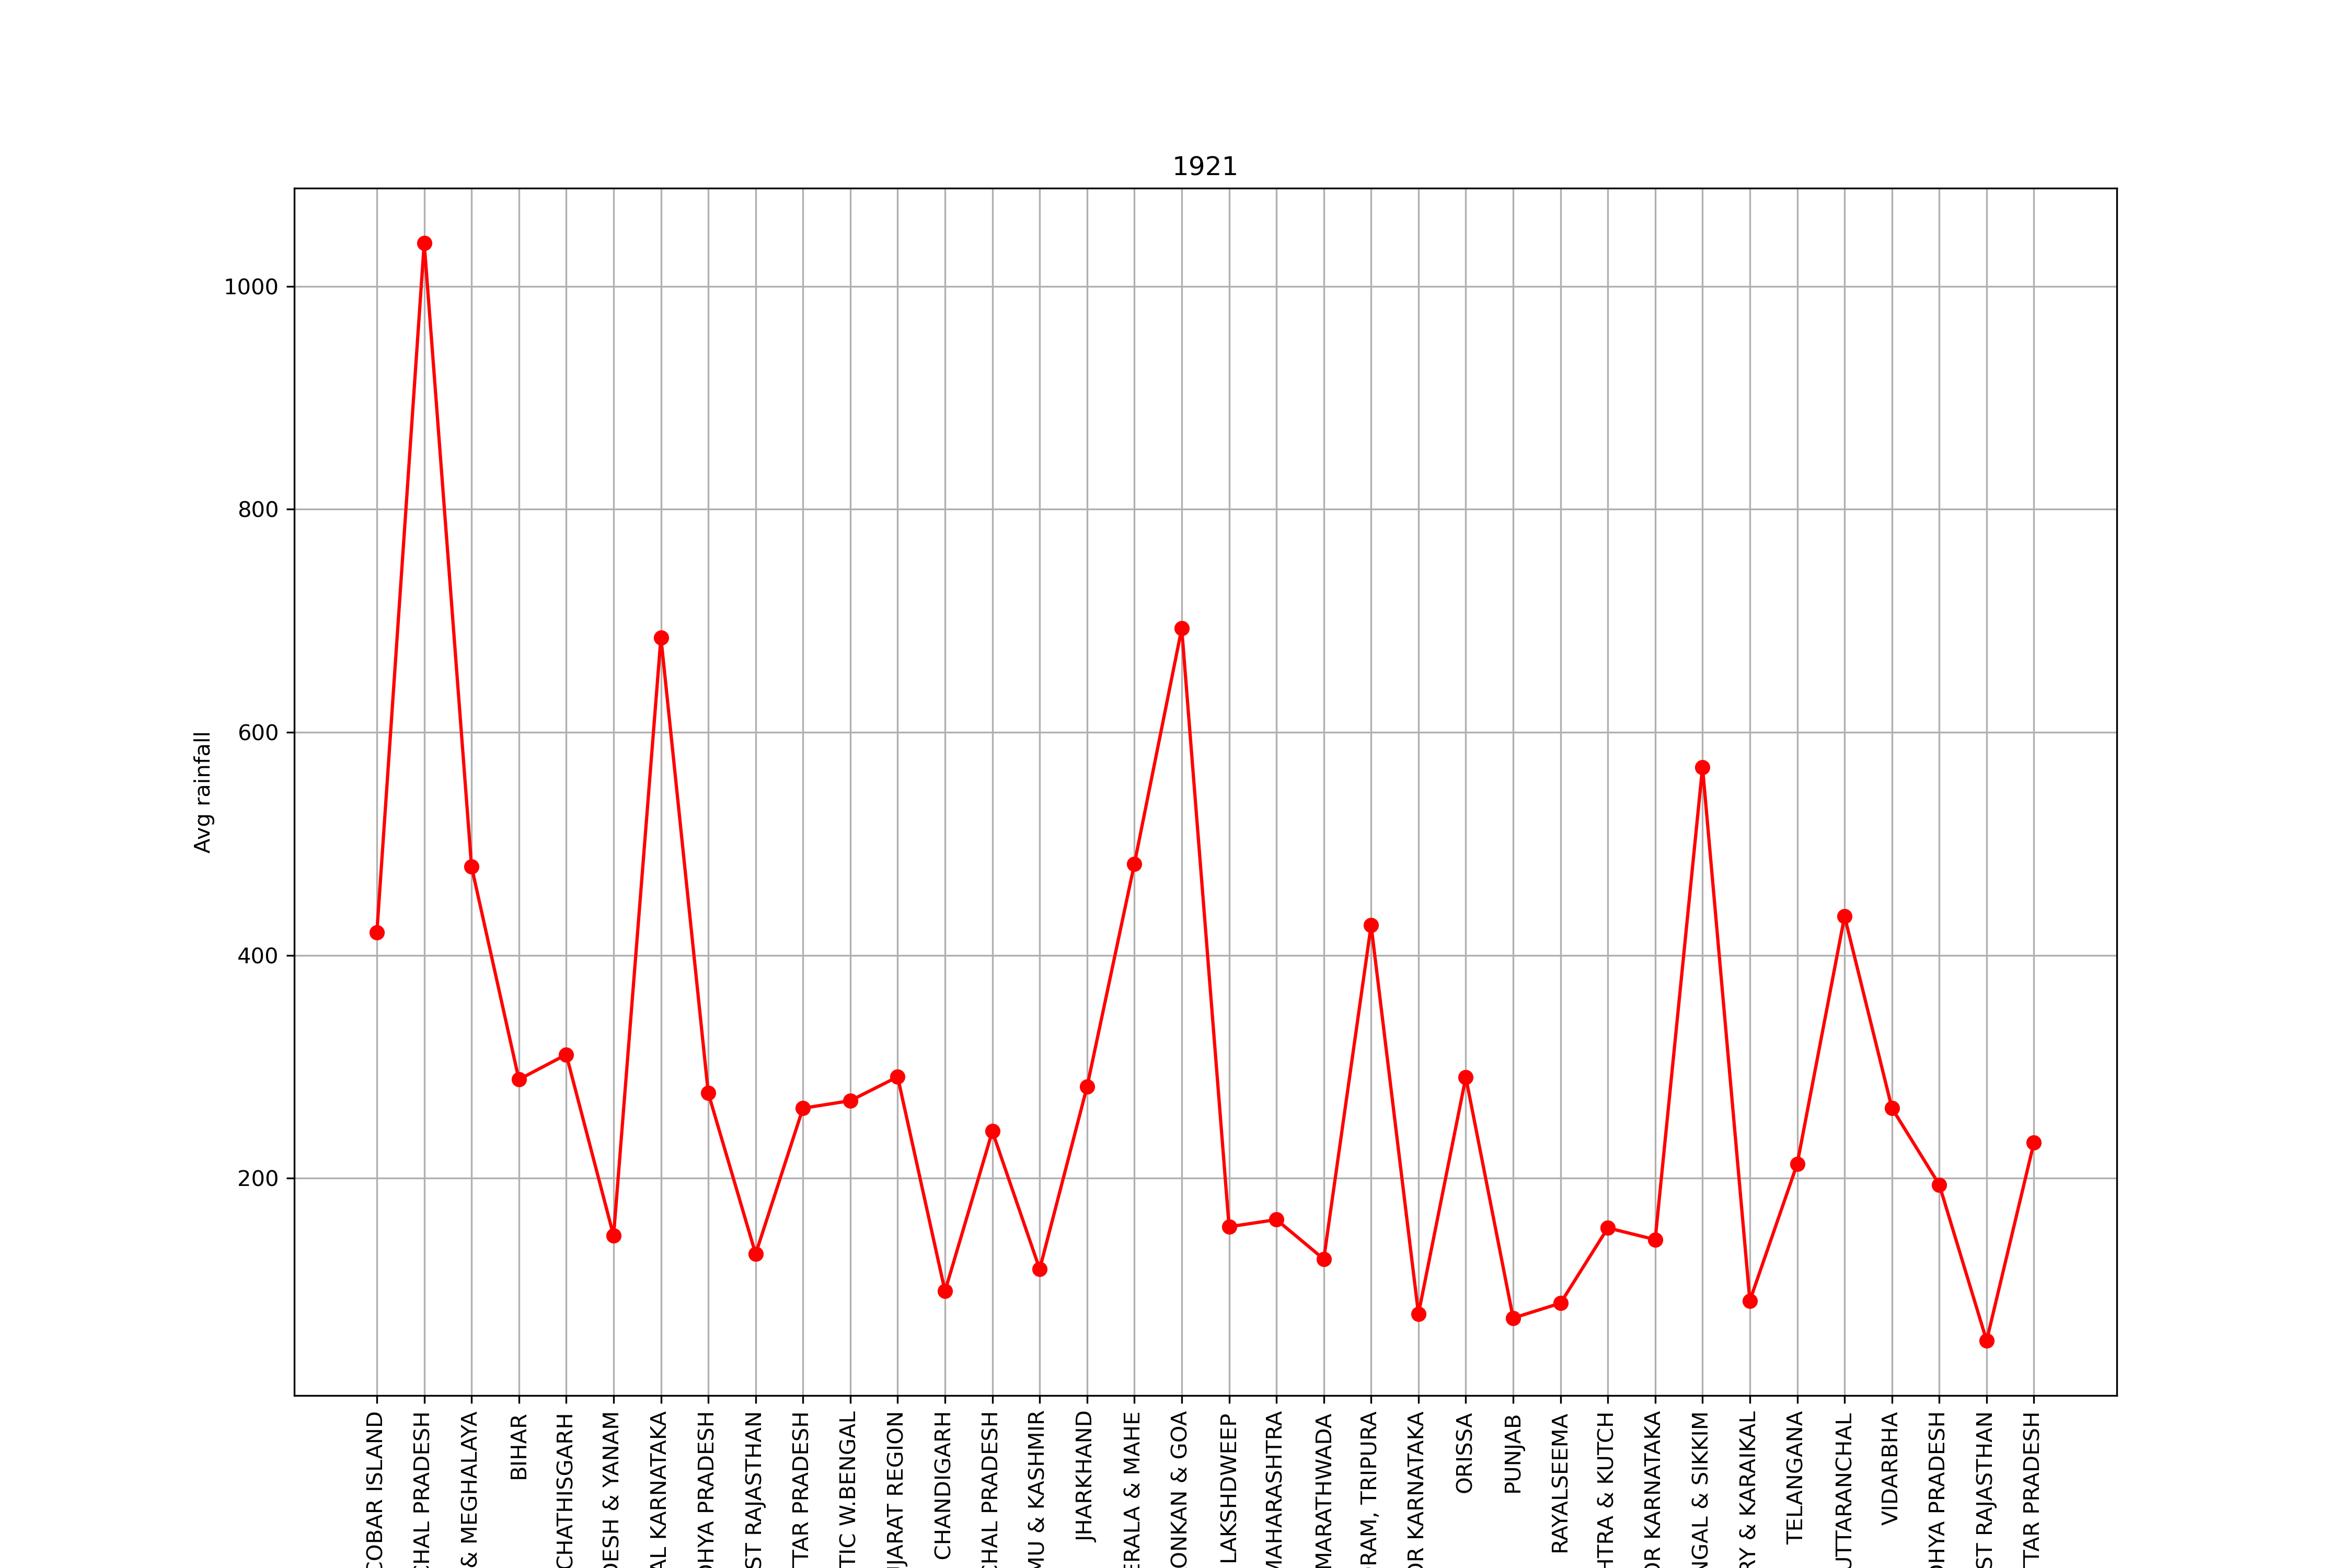 1921
1000
800
600
400
200
Avg rainfall
COBAR ISLAND
CHAL PRADESH
& MEGHALAYA
BIHAR
CHATHISGARH
DESH & YANAM
AL KARNATAKA
DHYA PRADESH
ST RAJASTHAN
TTAR PRADESH
TIC W.BENGAL
JARAT REGION
CHANDIGARH
CHAL PRADESH
MU & KASHMIR
JHARKHAND
ERALA & MAHE
ONKAN & GOA
LAKSHDWEEP
MAHARASHTRA
MARATHWADA
RAM, TRIPURA
OR KARNATAKA
ORISSA
PUNJAB
RAYALSEEMA
HTRA & KUTCH
OR KARNATAKA
NGAL & SIKKIM
RY & KARAIKAL
TELANGANA
UTTARANCHAL
VIDARBHA
DHYA PRADESH
ST RAJASTHAN
TTAR PRADESH